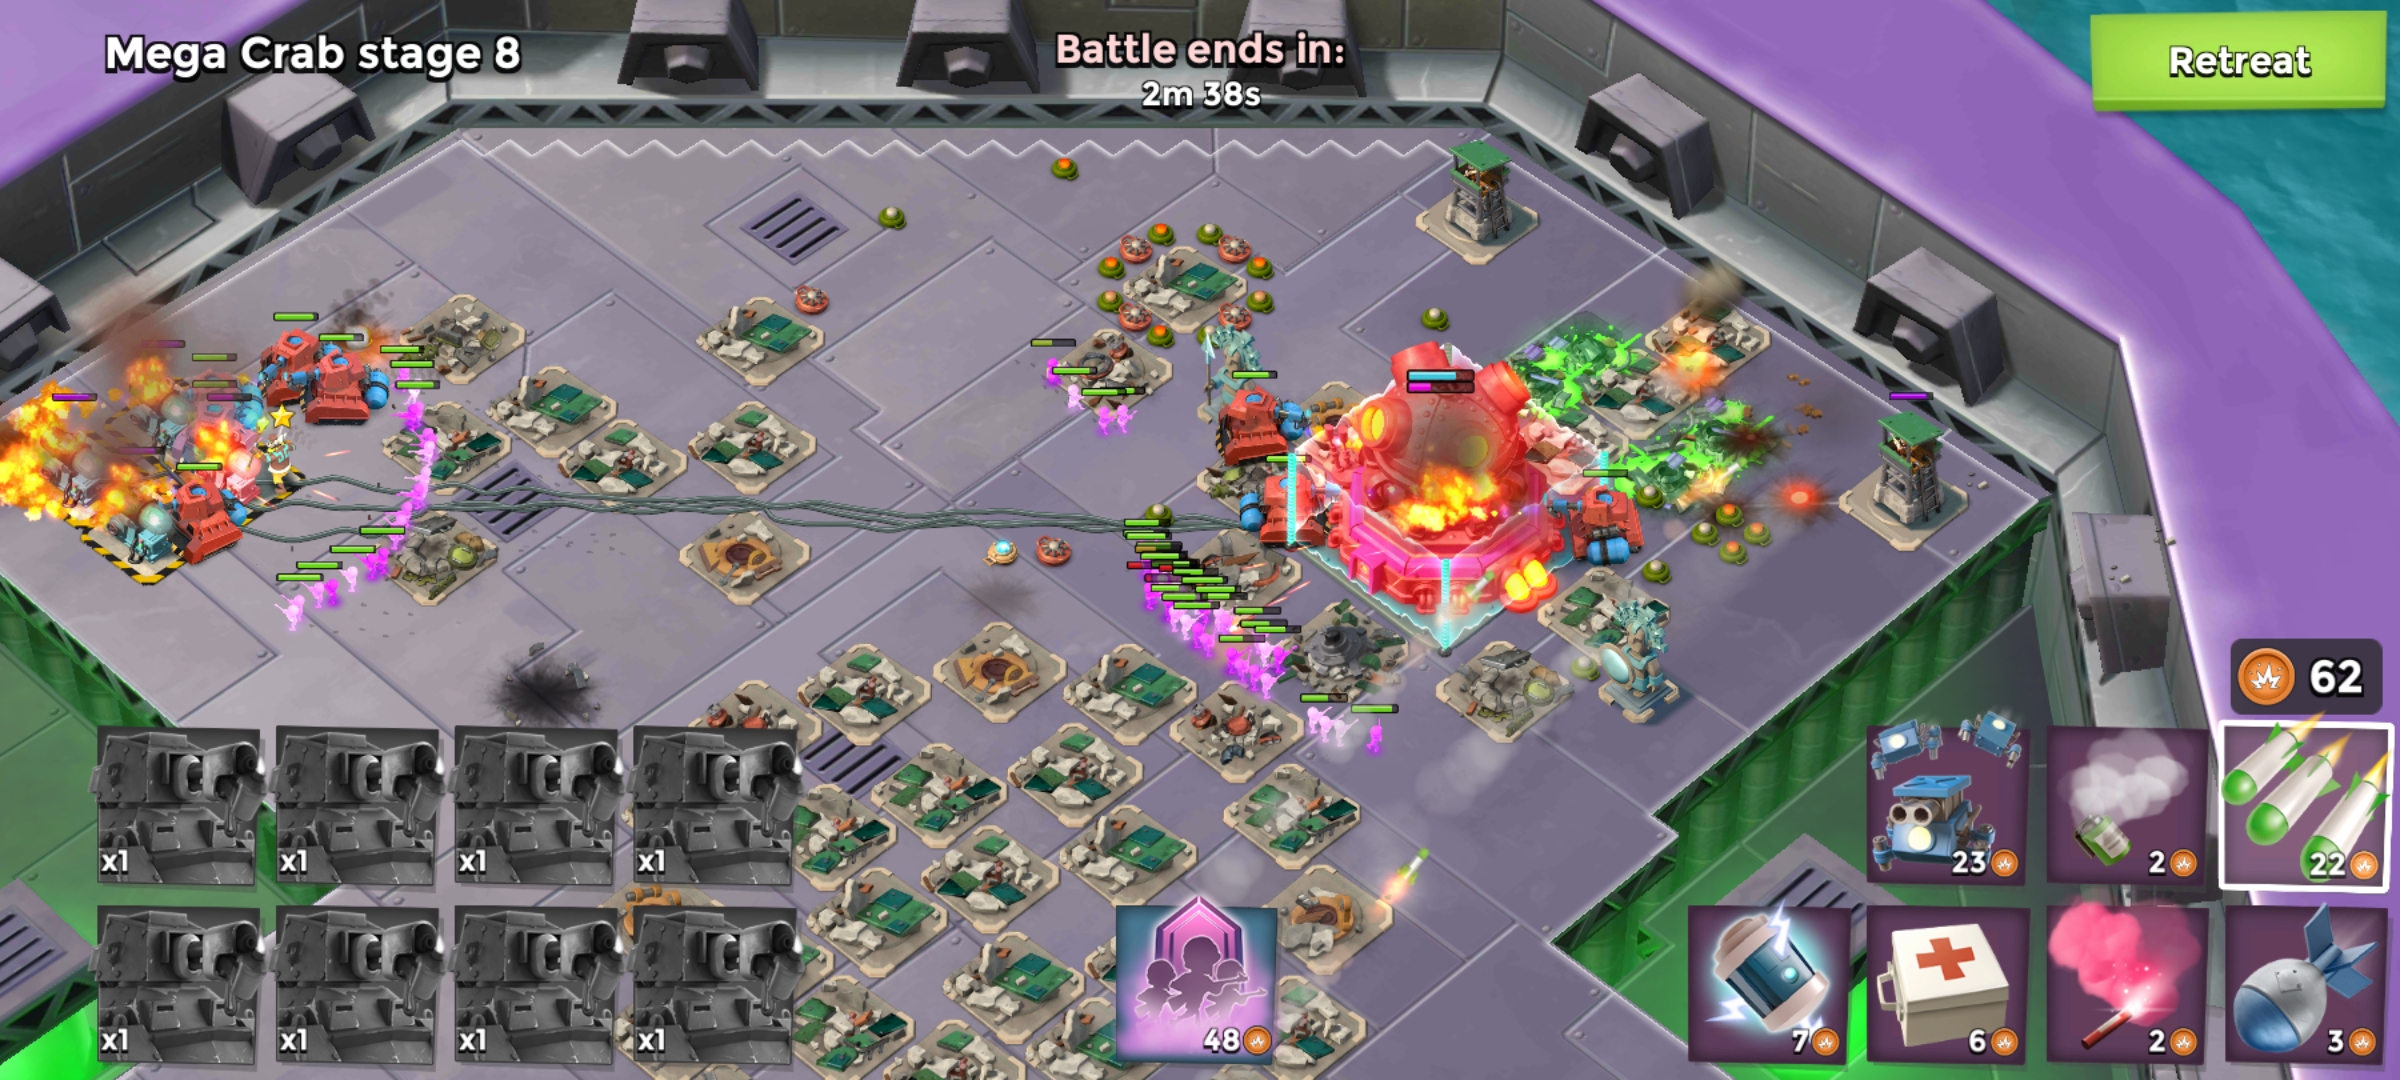 Mega Crab stage 8
Battle ends in:
2m 38s
Retreat
62
23
2
22
x1
x1
x1
x1
x1
x1
x1
x1
48
7
6
2
3